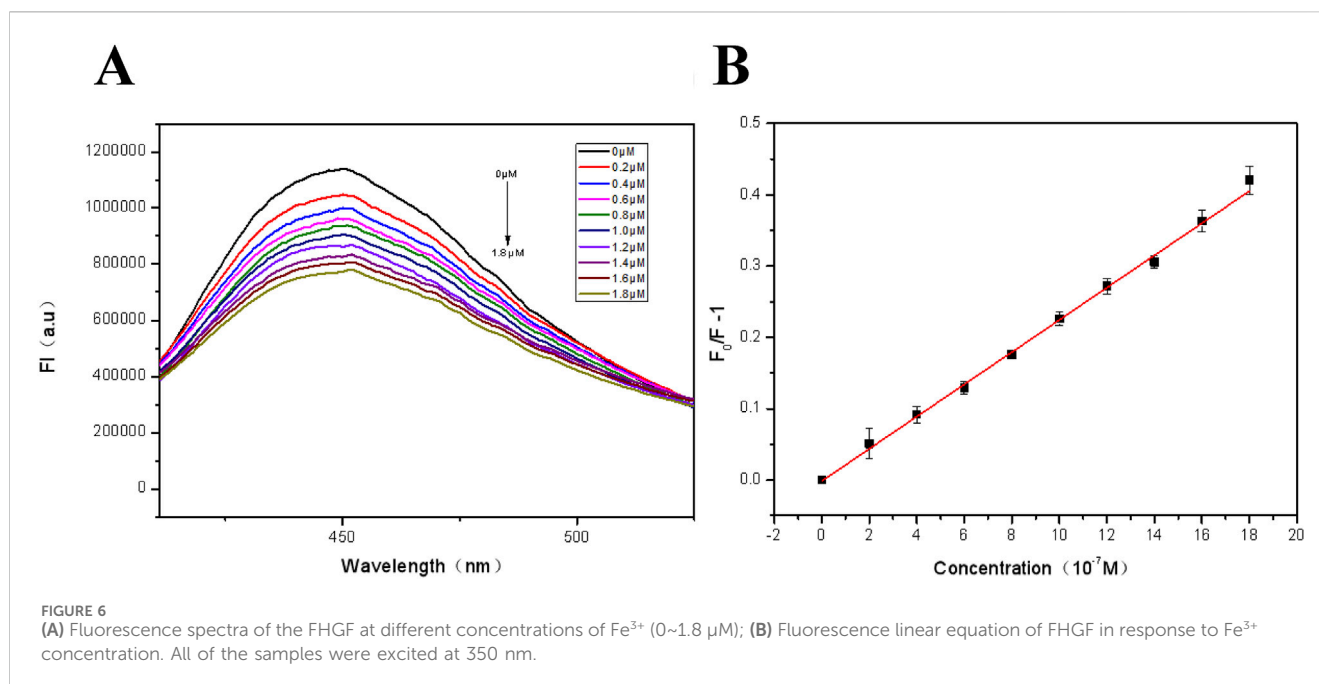 A
B
1200000
1000000
800000
600000
400000
200000
0
FI（a.u）
450
500
Wavelength（nm）
0μM
1.8μM
0μM
0.2μM
0.4μM
0.6μM
0.8μM
1.0μM
1.2μM
1.4μM
1.6μM
1.8μM
0.5
0.4
0.3
0.2
0.1
0.0
F₀/F -1
-2 0 2 4 6 8 10 12 14 16 18 20
Concentration（10⁻⁷M）
FIGURE 6
(A) Fluorescence spectra of the FHGF at different concentrations of Fe³⁺ (0~1.8 μM); (B) Fluorescence linear equation of FHGF in response to Fe³⁺
concentration. All of the samples were excited at 350 nm.